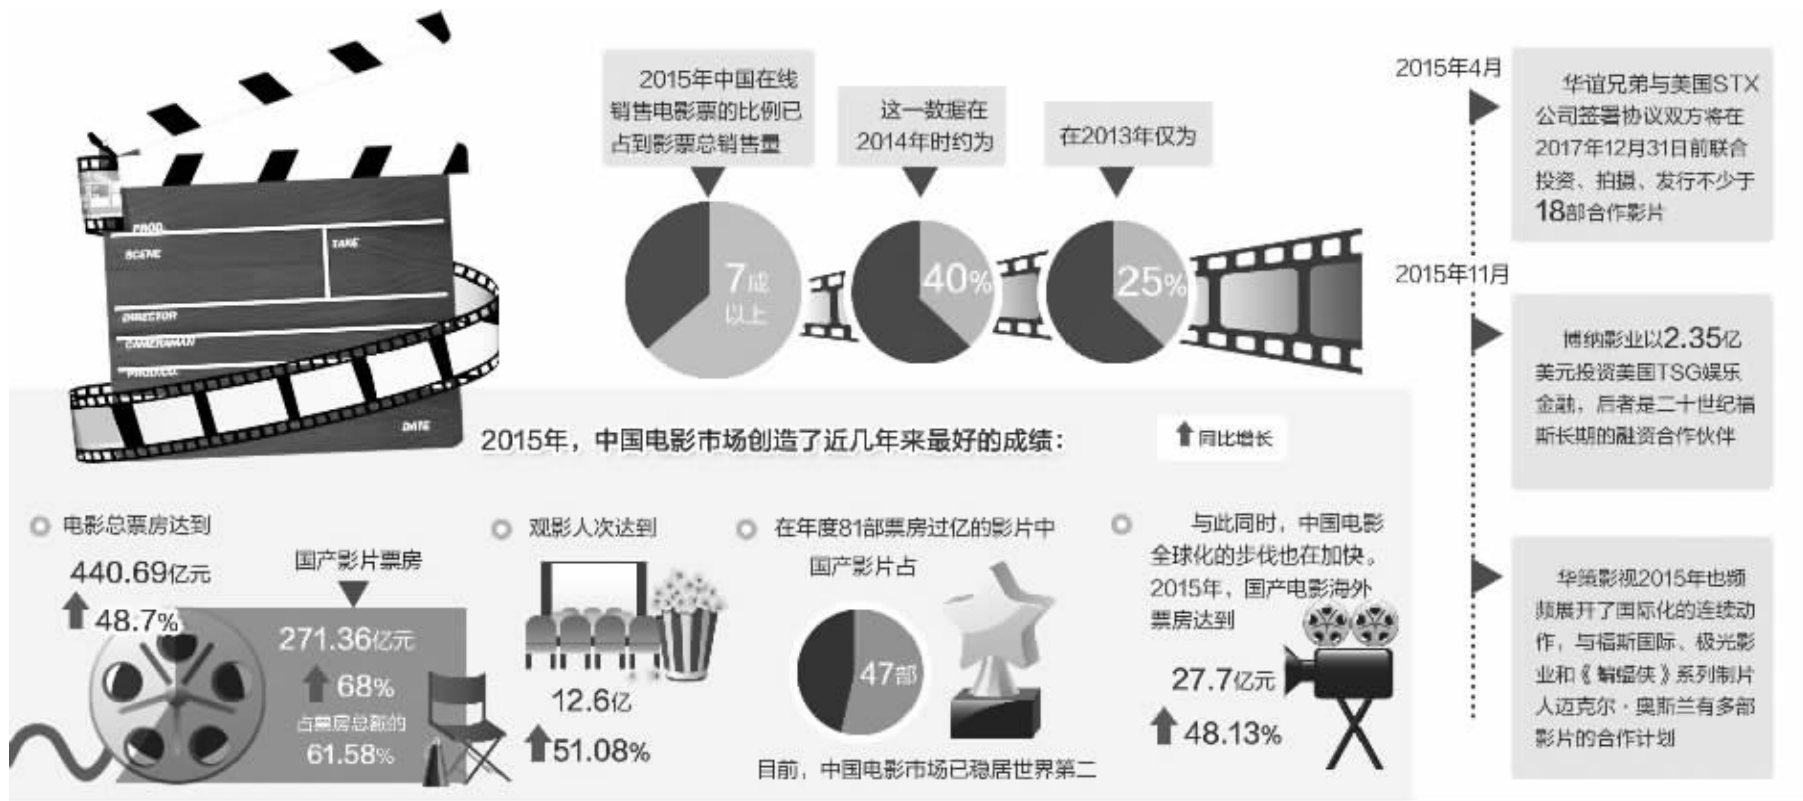 PROD.
SCENE
TAKE
DIRECTOR
CAMERAMAN
PROD.CO.
DATE
2015年中国在线
销售电影票的比例已
占到影票总销售量
7成
以上
这一数据在
2014年时约为
40%
在2013年仅为
25%
2015年4月
华谊兄弟与美国STX
公司签署协议双方将在
2017年12月31日前联合
投资、拍摄、发行不少于
18部合作影片
2015年11月
博纳影业以2.35亿
美元投资美国TSG娱乐
金融，后者是二十世纪福
斯长期的融资合作伙伴
华策影视2015年也频
频展开了国际化的连续动
作，与福斯国际、极光影
业和《蝙蝠侠》系列制片
人迈克尔·奥斯兰有多部
影片的合作计划
2015年，中国电影市场创造了近几年来最好的成绩：
同比增长
电影总票房达到
440.69亿元
48.7%
国产影片票房
271.36亿元
68%
占票房总额的
61.58%
观影人次达到
12.6亿
51.08%
在年度81部票房过亿的影片中
国产影片占
47部
目前，中国电影市场已稳居世界第二
与此同时，中国电影
全球化的步伐也在加快。
2015年，国产电影海外
票房达到
27.7亿元
48.13%